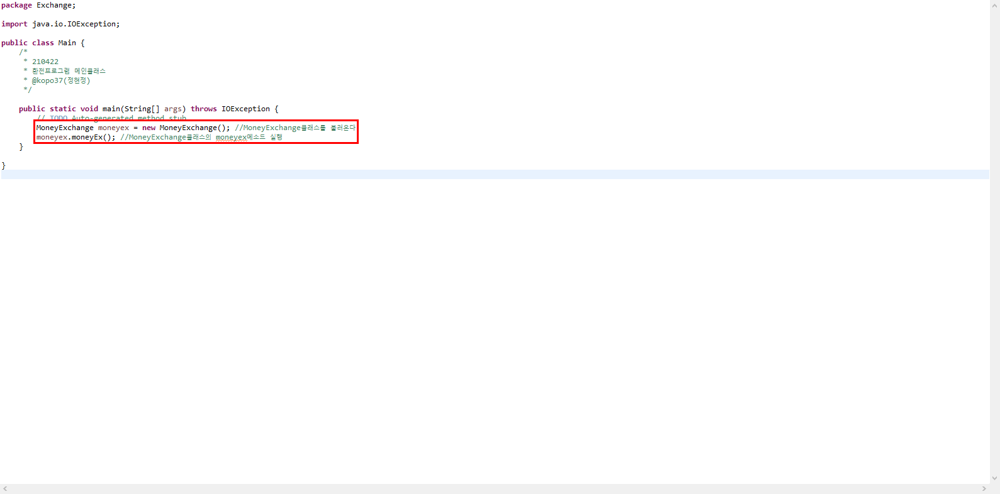 package Exchange;
import java.io.IOException;
public class Main {
/*
* 210422
* 환전프로그램 메인클래스
* @kopo37(정현정)
*/
public static void main(String[] args) throws IOException {
// TODO Auto-generated method stub
MoneyExchange moneyex = new MoneyExchange(); //MoneyExchange클래스를 불러온다
moneyex.moneyEx(); //MoneyExchange클래스의 moneyex메소드 실행
}
}